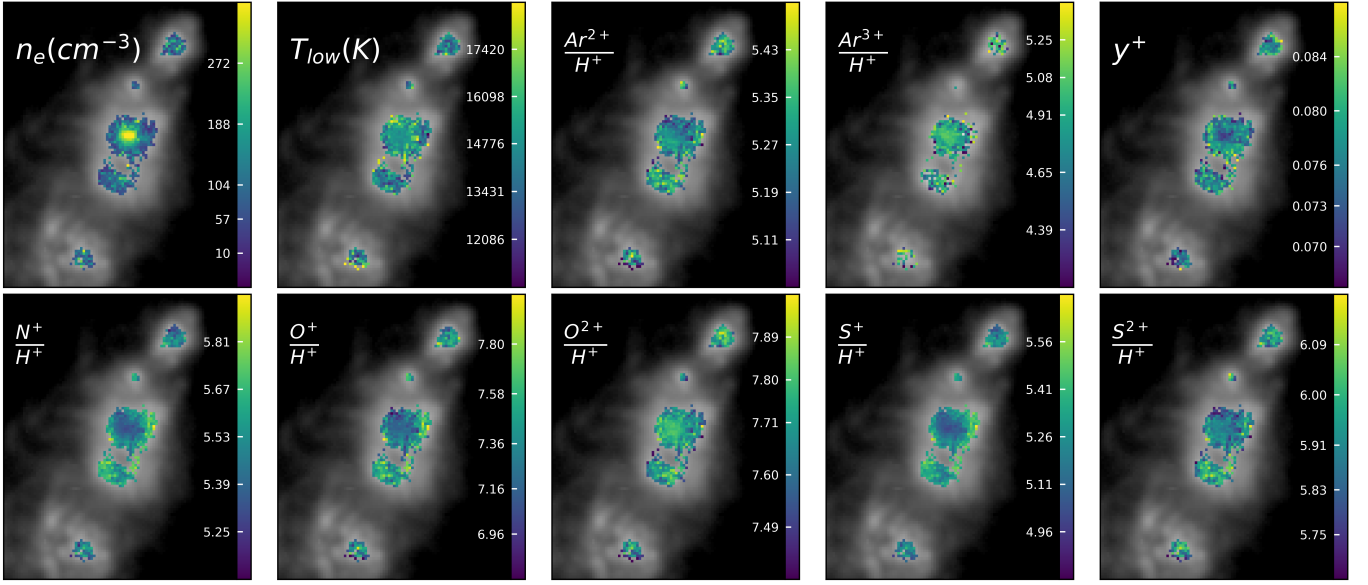 n_e(cm^{-3})
272
188
104
57
10
T_{low}(K)
17420
16098
14776
13431
12086
Ar^{2+}
H^+
5.43
5.35
5.27
5.19
5.11
Ar^{3+}
H^+
5.25
5.08
4.91
4.65
4.39
y^+
0.084
0.080
0.076
0.073
0.070
N^+
H^+
5.81
5.67
5.53
5.39
5.25
O^+
H^+
7.80
7.58
7.36
7.16
6.96
O^{2+}
H^+
7.89
7.80
7.71
7.60
7.49
S^+
H^+
5.56
5.41
5.26
5.11
4.96
S^{2+}
H^+
6.09
6.00
5.91
5.83
5.75